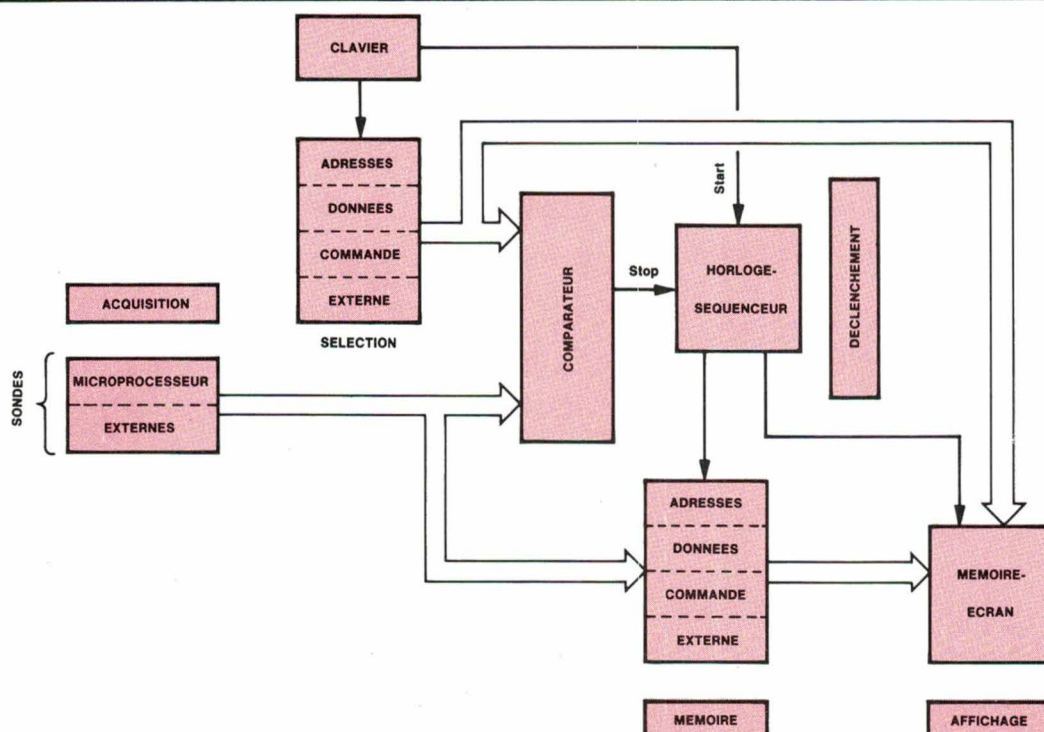 CLAVIER
ADRESSES
DONNEES
COMMANDE
EXTERNE
SELECTION
ACQUISITION
SONDES
MICROPROCESSEUR
EXTERNES
COMPARATEUR
Stop
Start
HORLOGE-
SEQUENCEUR
DECLENCHEMENT
ADRESSES
DONNEES
COMMANDE
EXTERNE
MEMOIRE-
ECRAN
MEMOIRE
AFFICHAGE